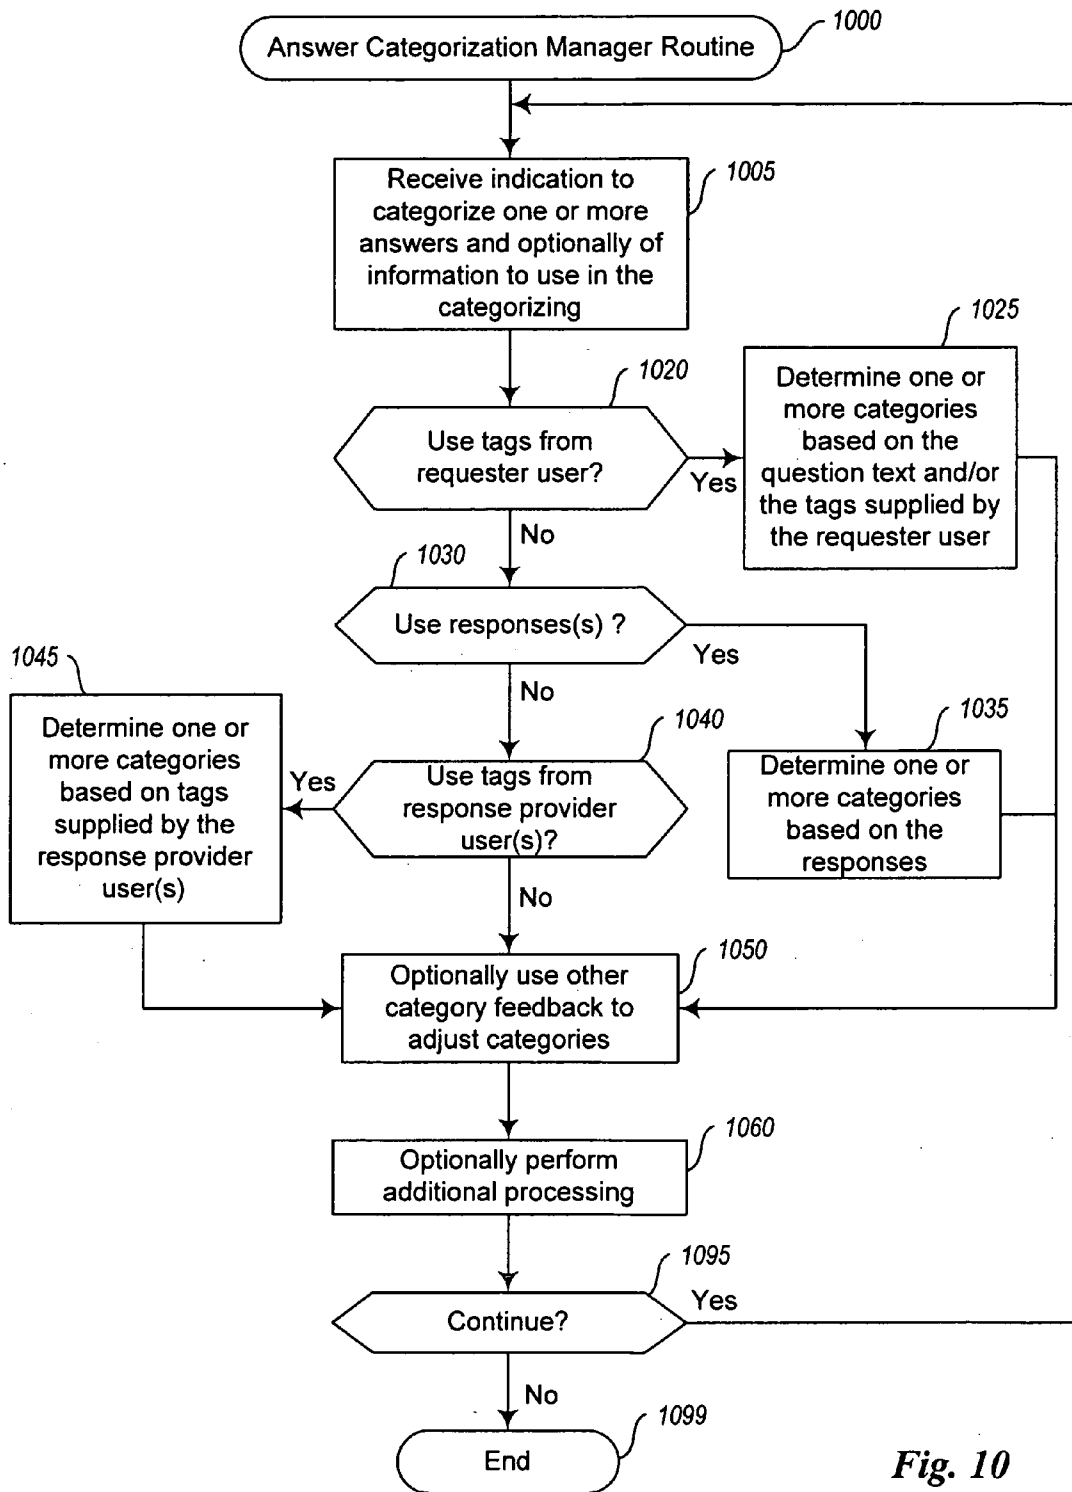 Answer Categorization Manager Routine
1000
Receive indication to
categorize one or more
answers and optionally of
information to use in the
categorizing
1005
Use tags from
requester user?
1020
Yes
No
Determine one or
more categories
based on the
question text and/or
the tags supplied by
the requester user
1025
Use responses(s) ?
1030
Yes
No
Determine one or
more categories
based on the
responses
1035
Use tags from
response provider
user(s)?
1040
Yes
No
Determine one or
more categories
based on tags
supplied by the
response provider
user(s)
1045
Optionally use other
category feedback to
adjust categories
1050
Optionally perform
additional processing
1060
Continue?
1095
Yes
No
End
1099
Fig. 10